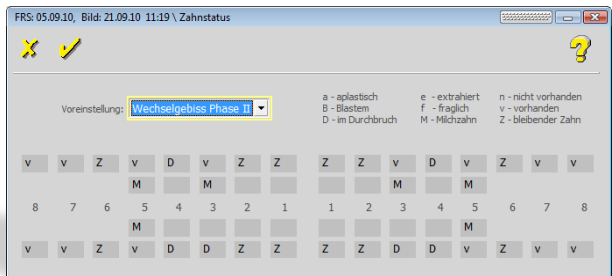 FRS: 05.09.10, Bild: 21.09.10 11:19 \ Zahnstatus
Voreinstellung: Wechselgebiss Phase II
a - aplastisch e - extrahiert n - nicht vorhanden
B - Blastem f - fraglich v - vorhanden
D - im Durchbruch M - Milchzahn Z - bleibender Zahn
v v Z v D v Z Z Z Z v D v Z v v
M M M M
8 7 6 5 4 3 2 1 1 2 3 4 5 6 7 8
M M
v v Z v D D Z Z Z Z D D v Z v v